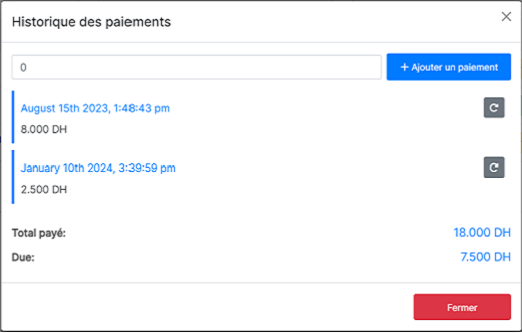 Historique des paiements
0
+ Ajouter un paiement
August 15th 2023, 1:48:43 pm
8.000 DH
January 10th 2024, 3:39:59 pm
2.500 DH
Total payé: 18.000 DH
Due: 7.500 DH
Fermer